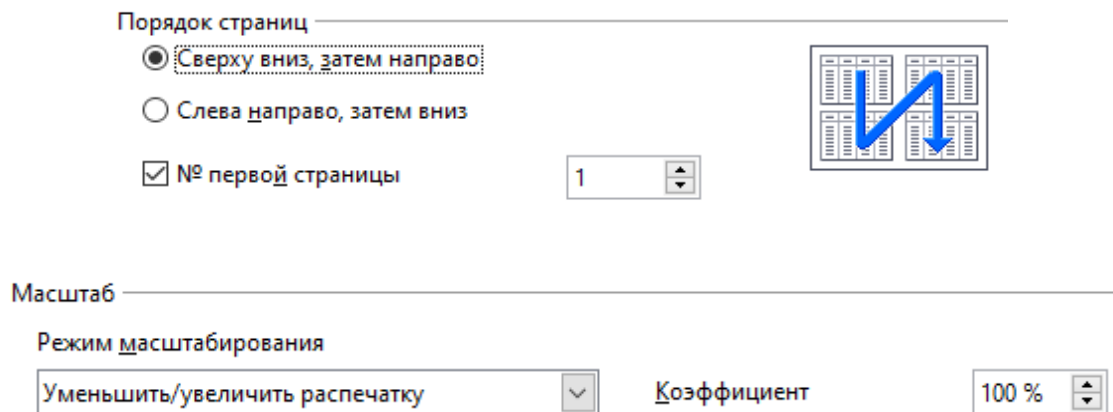 Порядок страниц
Сверху вниз, затем направо
Слева направо, затем вниз
№ первой страницы 1
Масштаб
Режим масштабирования
Уменьшить/увеличить распечатку Коэффициент 100 %